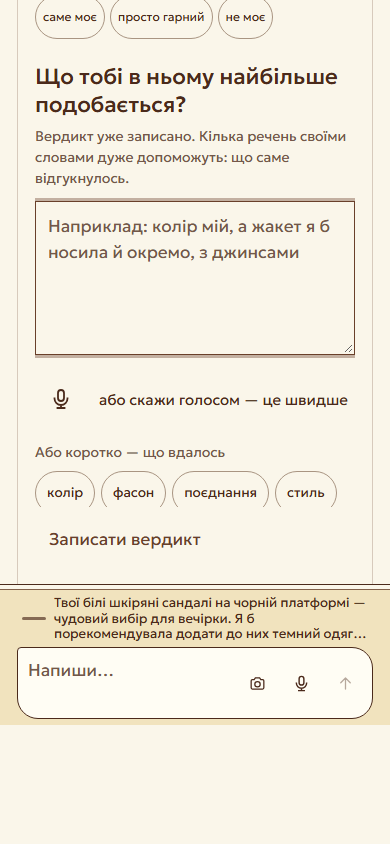 саме моє
просто гарний
не моє
Що тобі в ньому найбільше
подобається?
Вердикт уже записано. Кілька речень своїми
словами дуже допоможуть: що саме
відгукнулось.
Наприклад: колір мій, а жакет я б
носила й окремо, з джинсами
або скажи голосом — це швидше
Або коротко — що вдалось
колір
фасон
поєднання
стиль
Записати вердикт
Твої білі шкіряні сандалі на чорній платформі —
чудовий вибір для вечірки. Я б
порекомендувала додати до них темний одяг...
Напиши...